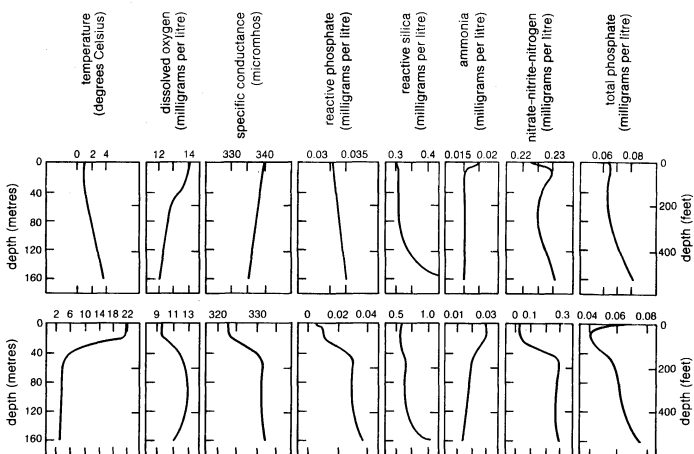 temperature
(degrees Celsius)
dissolved oxygen
(milligrams per litre)
specific conductance
(micromhos)
reactive phosphate
(milligrams per litre)
reactive silica
(milligrams per litre)
ammonia
(milligrams per litre)
nitrate-nitrite-nitrogen
(milligrams per litre)
total phosphate
(milligrams per litre)
0 2 4
12 14
330 340
0.03 0.035
0.3 0.4
0.015 0.02
0.22 0.23
0.06 0.08
depth (metres)
0
40
80
120
160
0
200
400
depth (feet)
2 6 10 14 18 22
9 11 13
320 330
0 0.02 0.04
0.5 1.0
0.01 0.03
0 0.1 0.3
0.04 0.06 0.08
depth (metres)
0
40
80
120
160
0
200
400
depth (feet)